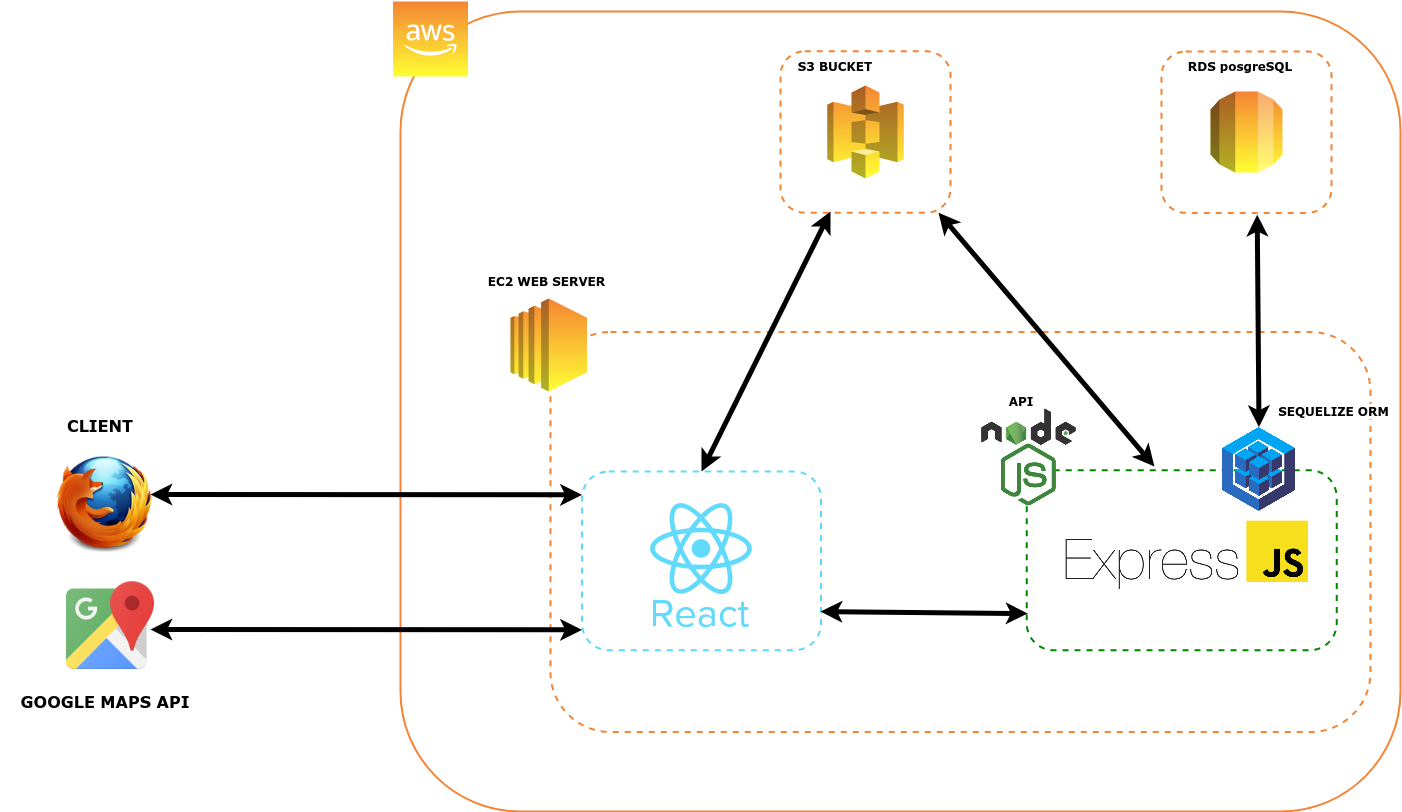 aws
S3 BUCKET
RDS posgreSQL
EC2 WEB SERVER
API
node
JS
SEQUELIZE ORM
CLIENT
Express
JS
React
G
GOOGLE MAPS API